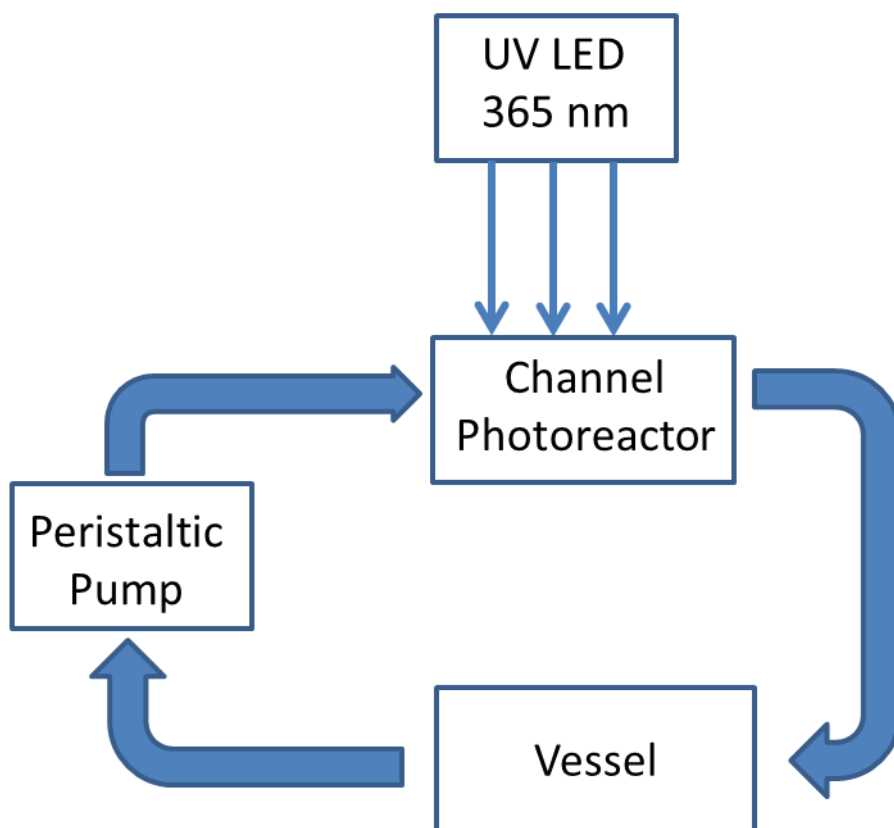 UV LED
365 nm
Channel
Photoreactor
Peristaltic
Pump
Vessel